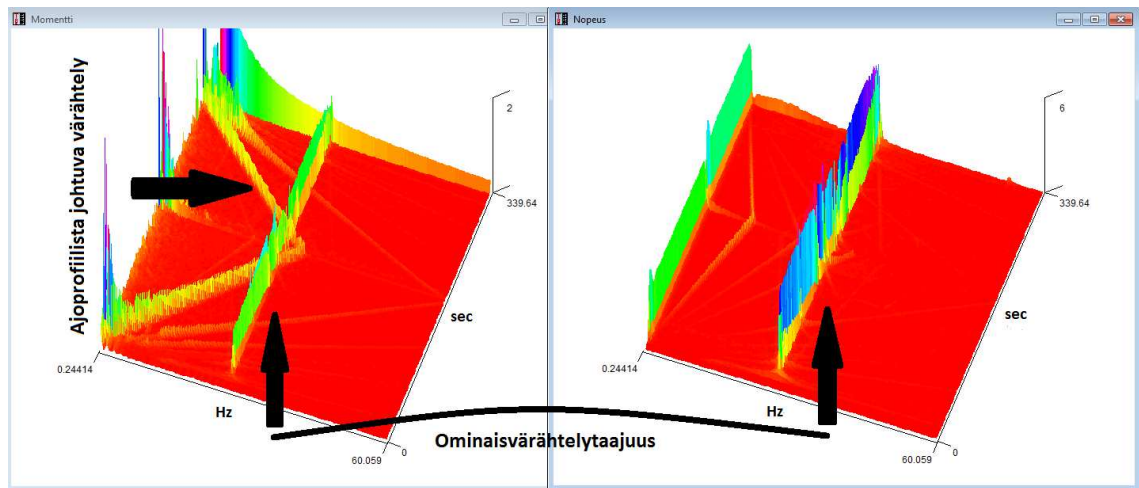 Momentti
Ajoprofiilista johtuva värähtely
2
339.64
sec
0.24414
Hz
60.059
0
Nopeus
6
339.64
sec
0.24414
Hz
60.059
0
Ominaisvärähtelytaajuus